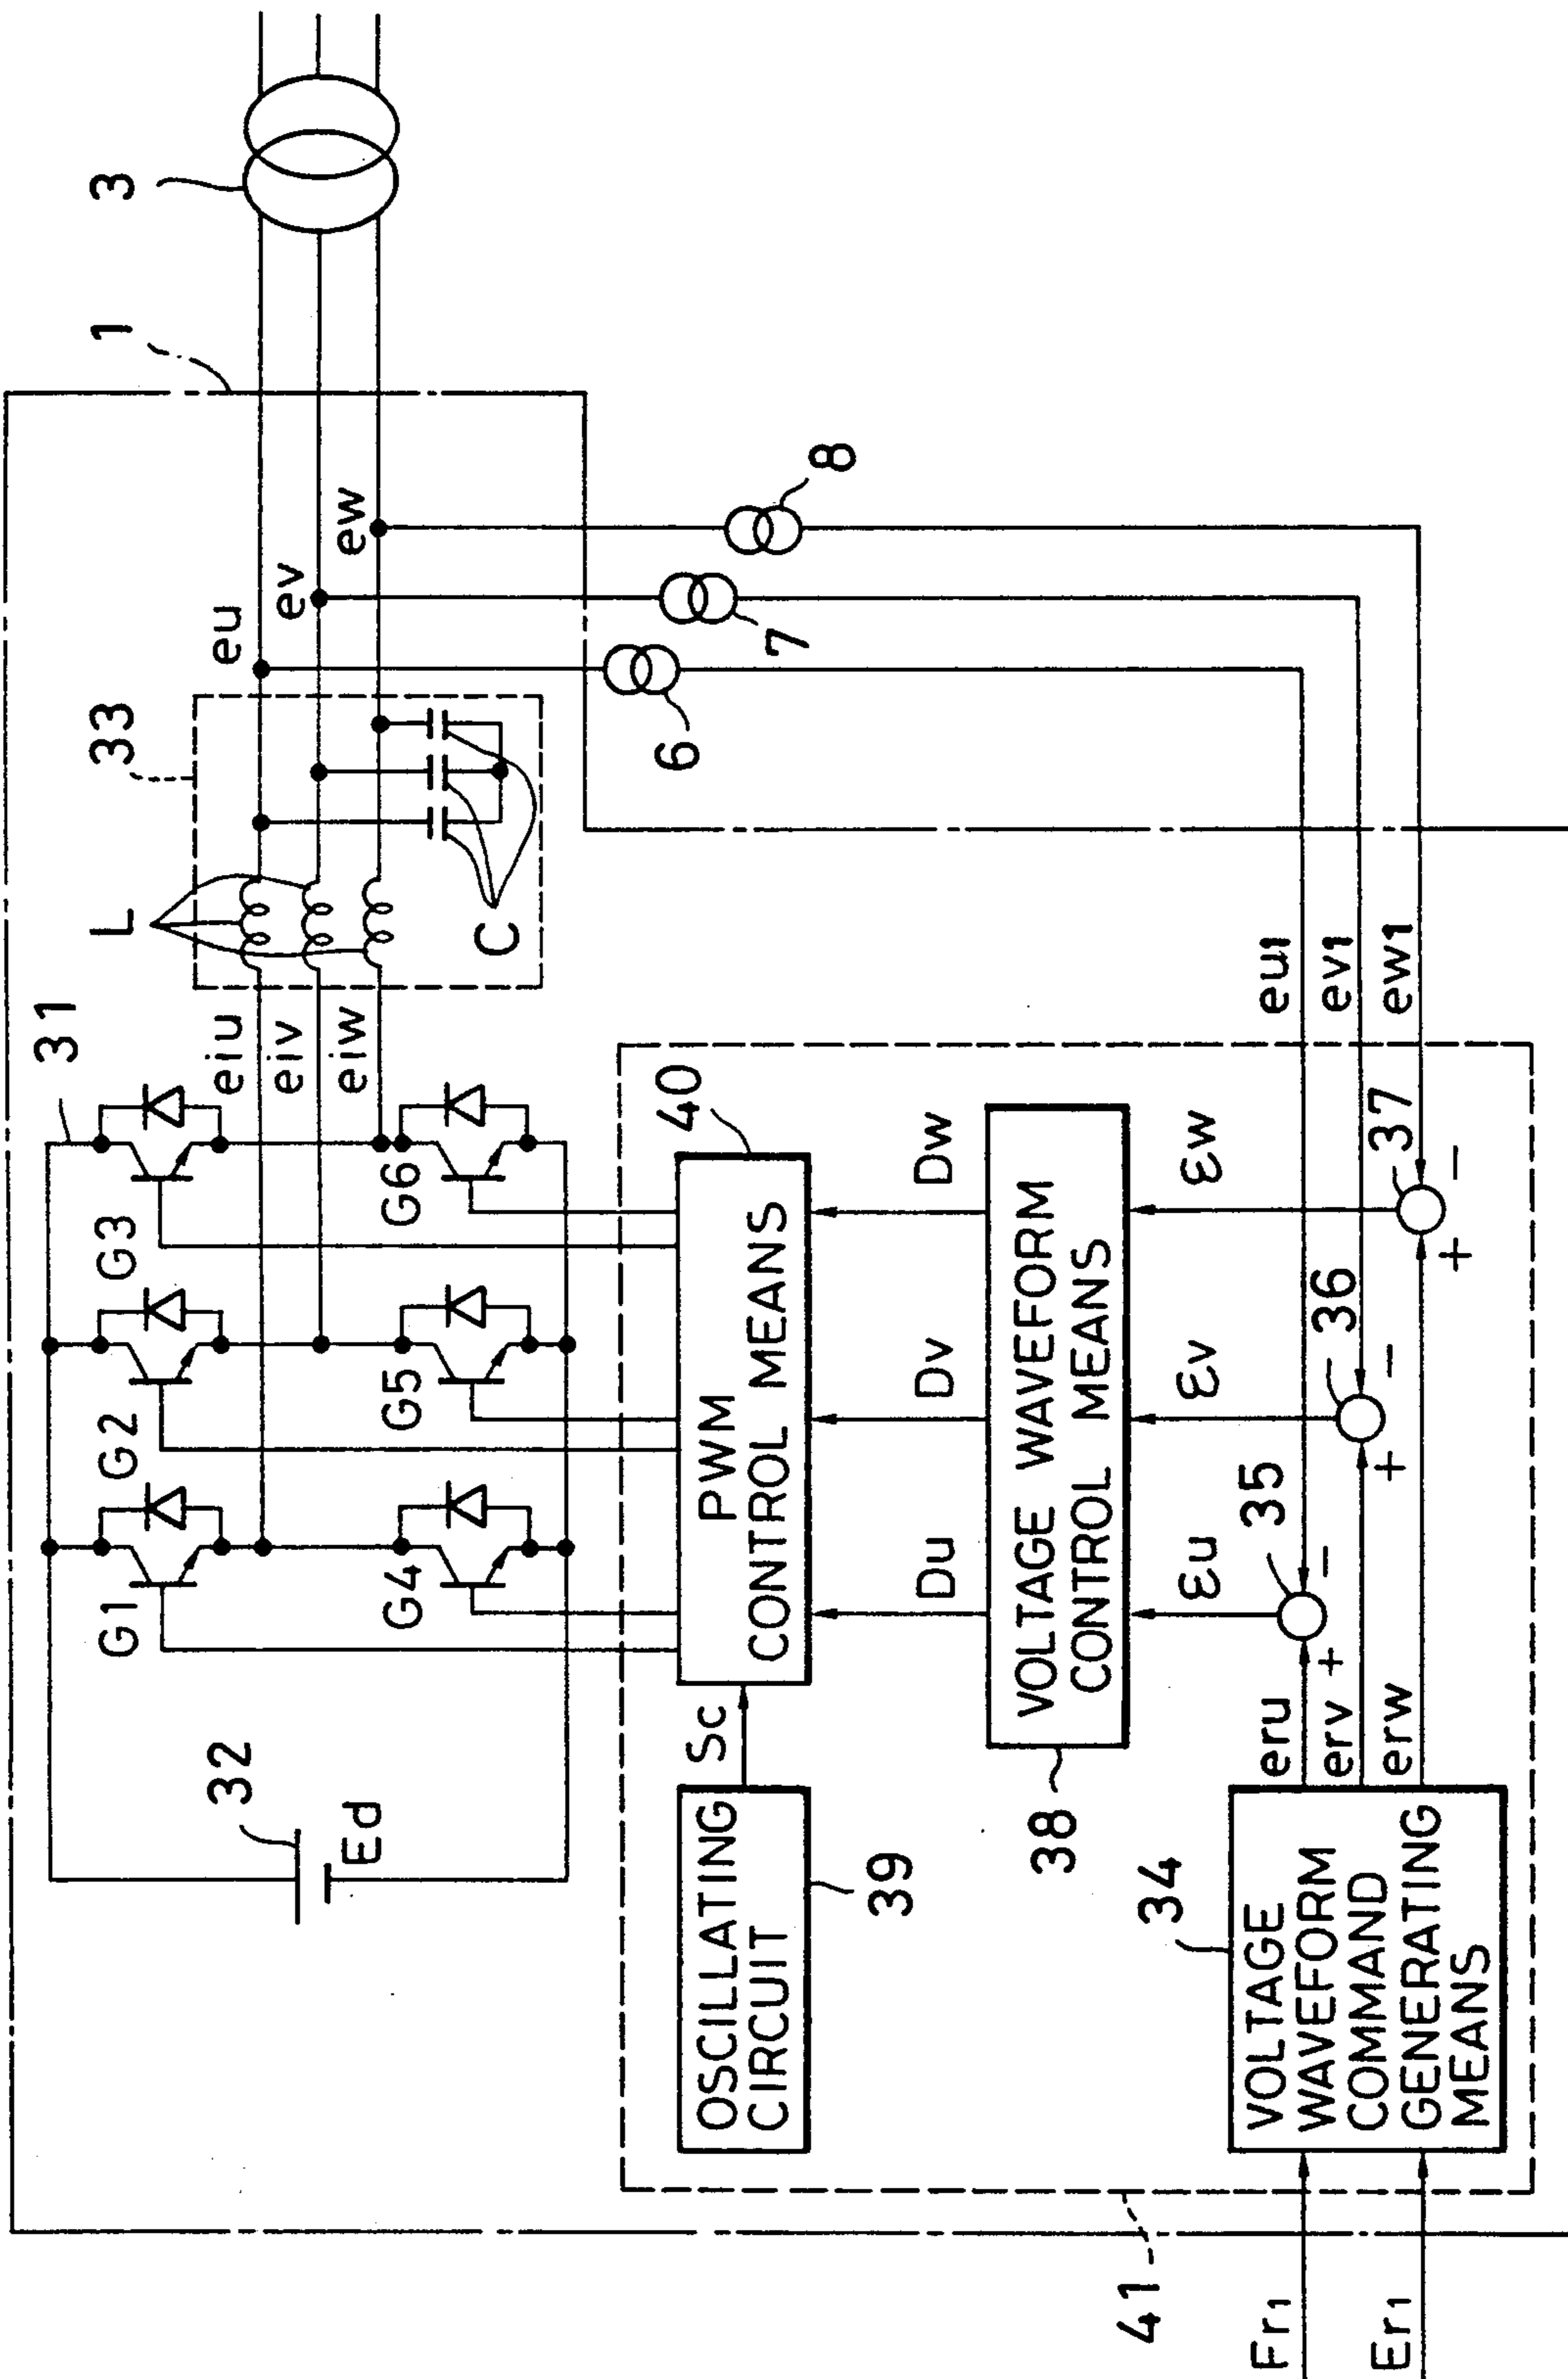 31
33
1
3
L
G1
G2
G3
eiu
eiv
eiw
eu
ev
ew
32
Ed
G4
G5
G6
C
6
7
8
OSCILLATING
CIRCUIT
39
Sc
PWM
CONTROL MEANS
40
Du
Dv
Dw
38
VOLTAGE WAVEFORM
CONTROL MEANS
εu
εv
εw
34
VOLTAGE
WAVEFORM
COMMAND
GENERATING
MEANS
eru
erv
erw
+
+
+
35
36
37
−
−
−
eu1
ev1
ew1
41
Fr1
Er1